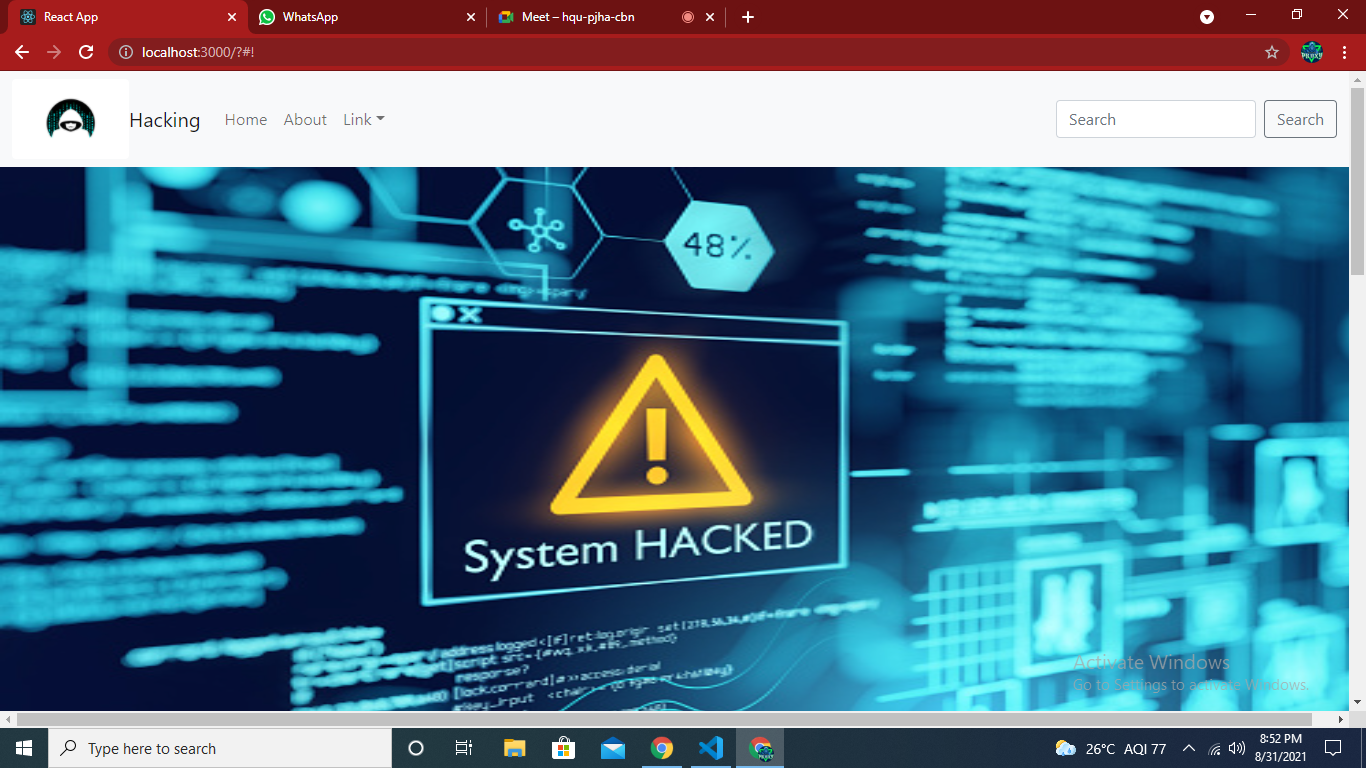 React App
WhatsApp
Meet – hqu-pjha-cbn
localhost:3000/?#!
Hacking
Home
About
Link
Search
Search
48%
System HACKED
Activate Windows
Go to Settings to activate Windows.
Type here to search
26°C AQI 77
8:52 PM
8/31/2021